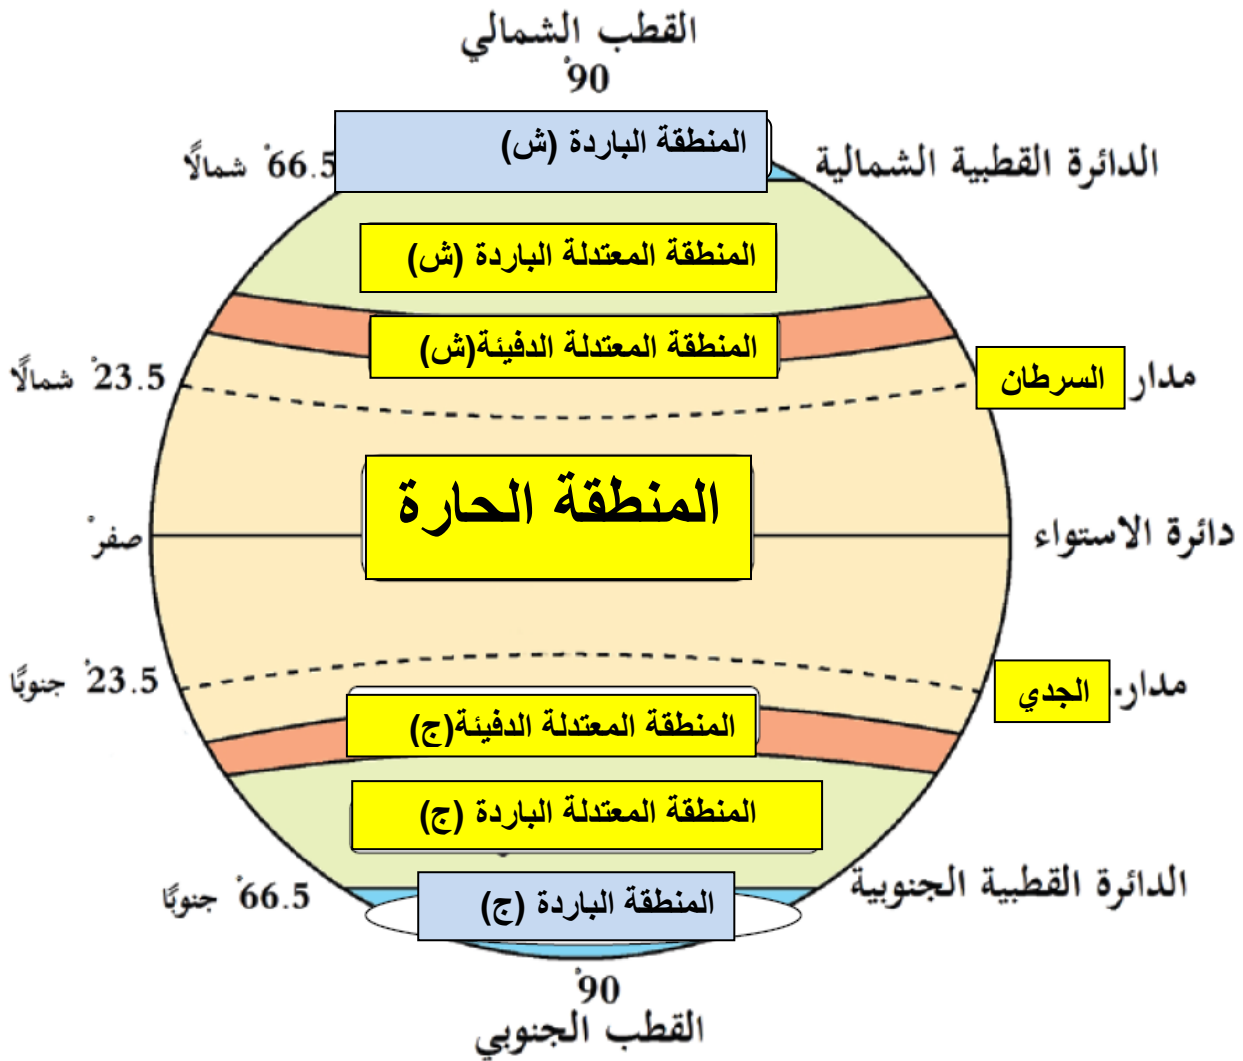 القطب الشمالي
90°
المنطقة الباردة (ش)
الدائرة القطبية الشمالية
66.5° شمالًا
المنطقة المعتدلة الباردة (ش)
المنطقة المعتدلة الدفيئة(ش)
مدار السرطان
23.5° شمالًا
المنطقة الحارة
دائرة الاستواء
صفر°
مدار. الجدي
23.5° جنوبًا
المنطقة المعتدلة الدفيئة(ج)
المنطقة المعتدلة الباردة (ج)
الدائرة القطبية الجنوبية
66.5° جنوبًا
المنطقة الباردة (ج)
90°
القطب الجنوبي